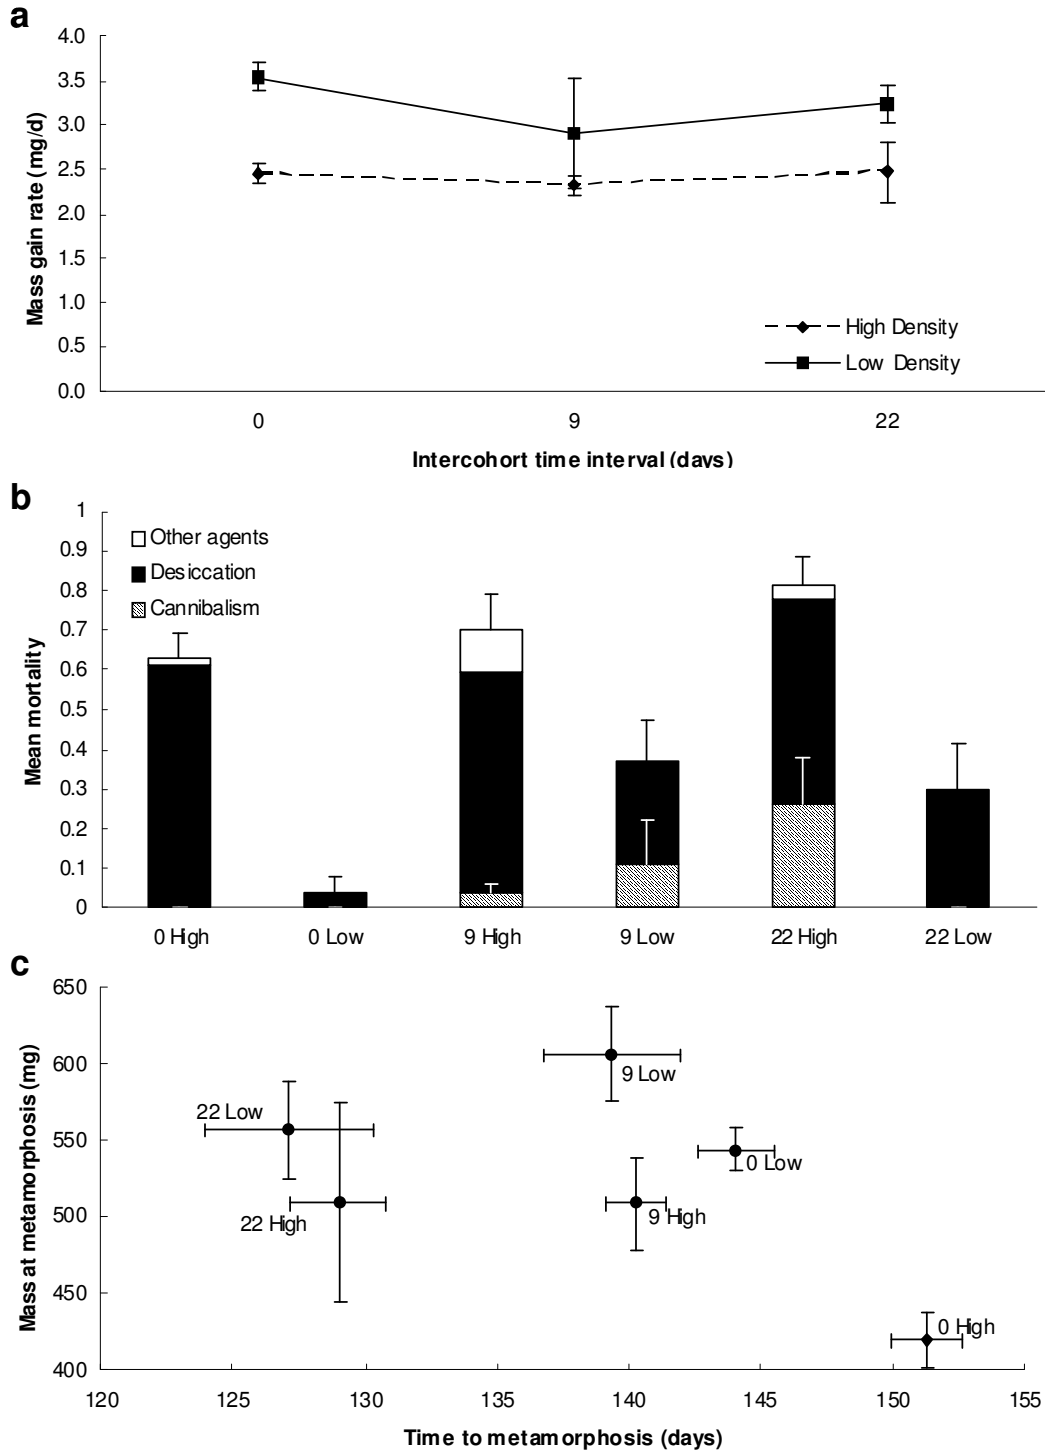 a
4.0
3.5
3.0
2.5
2.0
1.5
1.0
0.5
0.0
Mass gain rate (mg/d)
High Density
Low Density
0 9 22
Intercohort time interval (days)
b
1
0.9
0.8
0.7
0.6
0.5
0.4
0.3
0.2
0.1
0
Mean mortality
Other agents
Desiccation
Cannibalism
0 High 0 Low 9 High 9 Low 22 High 22 Low
c
650
600
550
500
450
400
Mass at metamorphosis (mg)
9 Low
22 Low
0 Low
9 High
22 High
0 High
120 125 130 135 140 145 150 155
Time to metamorphosis (days)